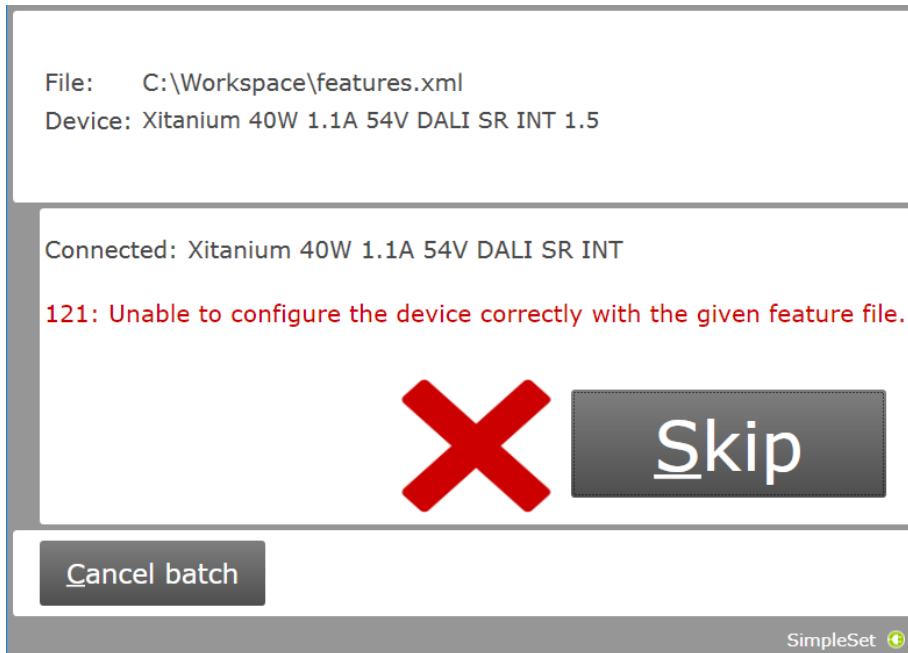 File: C:\Workspace\features.xml
Device: Xitanium 40W 1.1A 54V DALI SR INT 1.5
Connected: Xitanium 40W 1.1A 54V DALI SR INT
121: Unable to configure the device correctly with the given feature file.
Skip
Cancel batch
SimpleSet